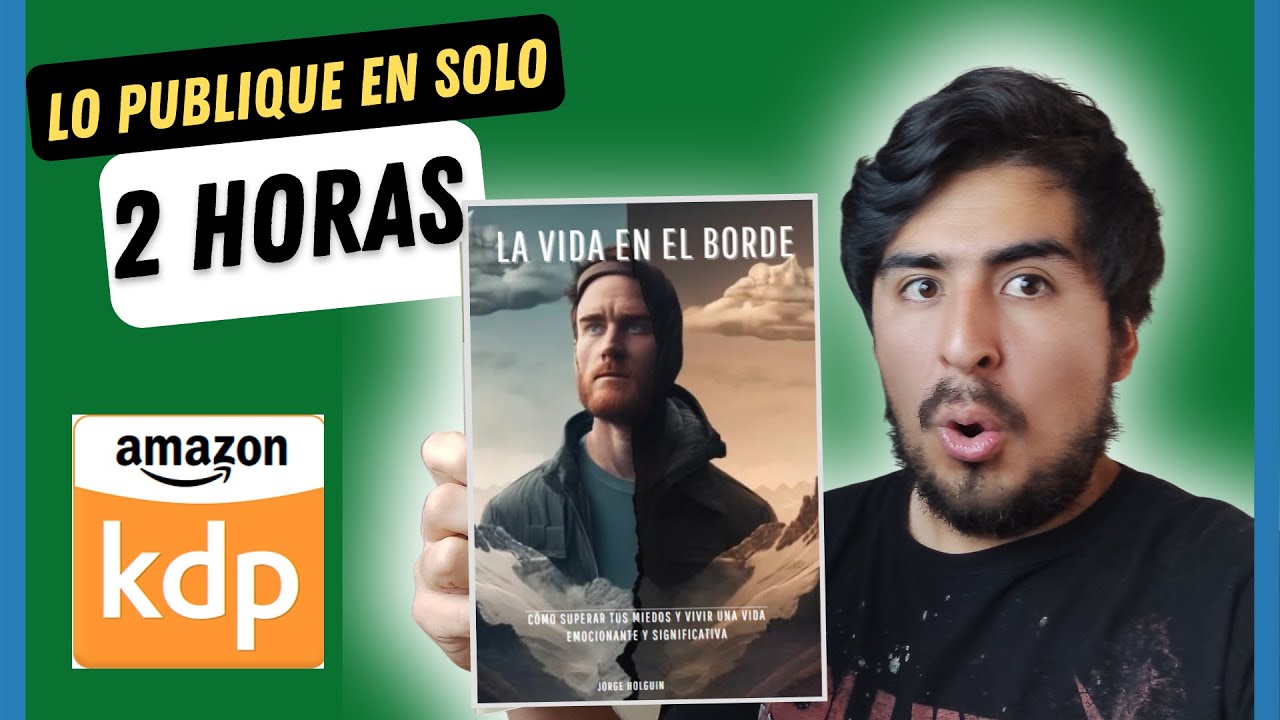 LO PUBLIQUE EN SOLO
2 HORAS
LA VIDA EN EL BORDE
CÓMO SUPERAR TUS MIEDOS Y VIVIR UNA VIDA
EMOCIONANTE Y SIGNIFICATIVA
JORGE HOLGUIN
amazon
kdp